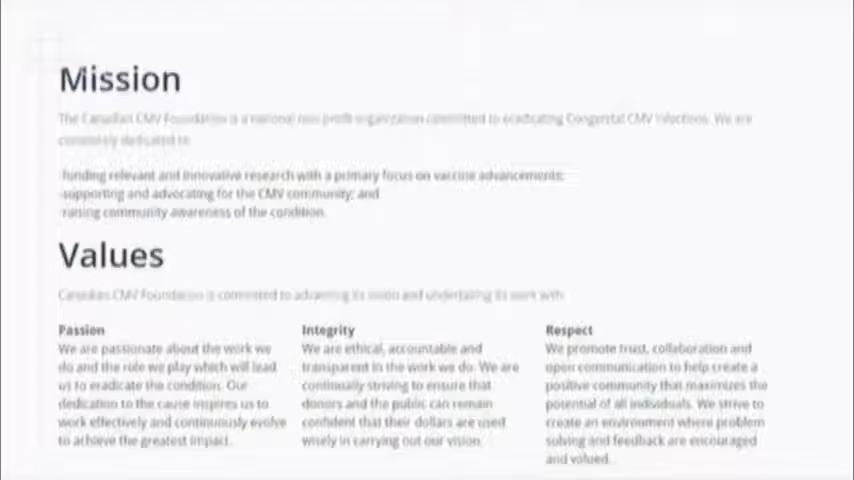 Mission
The Canadian CMV Foundation is a national non profit organization committed to eradicating Congenital CMV Infections. We are
completely dedicated to
-funding relevant and innovative research with a primary focus on vaccine advancements;
-supporting and advocating for the CMV community; and
-raising community awareness of the condition.
Values
Canadian CMV Foundation is committed to advancing its vision and undertaking its work with
Passion
We are passionate about the work we
do and the role we play which will lead
us to eradicate the condition. Our
dedication to the cause inspires us to
work effectively and continuously evolve
to achieve the greatest impact.
Integrity
We are ethical, accountable and
transparent in the work we do. We are
continually striving to ensure that
donors and the public can remain
confident that their dollars are used
wisely in carrying out our vision.
Respect
We promote trust, collaboration and
open communication to help create a
positive community that maximizes the
potential of all individuals. We strive to
create an environment where problem
solving and feedback are encouraged
and valued.